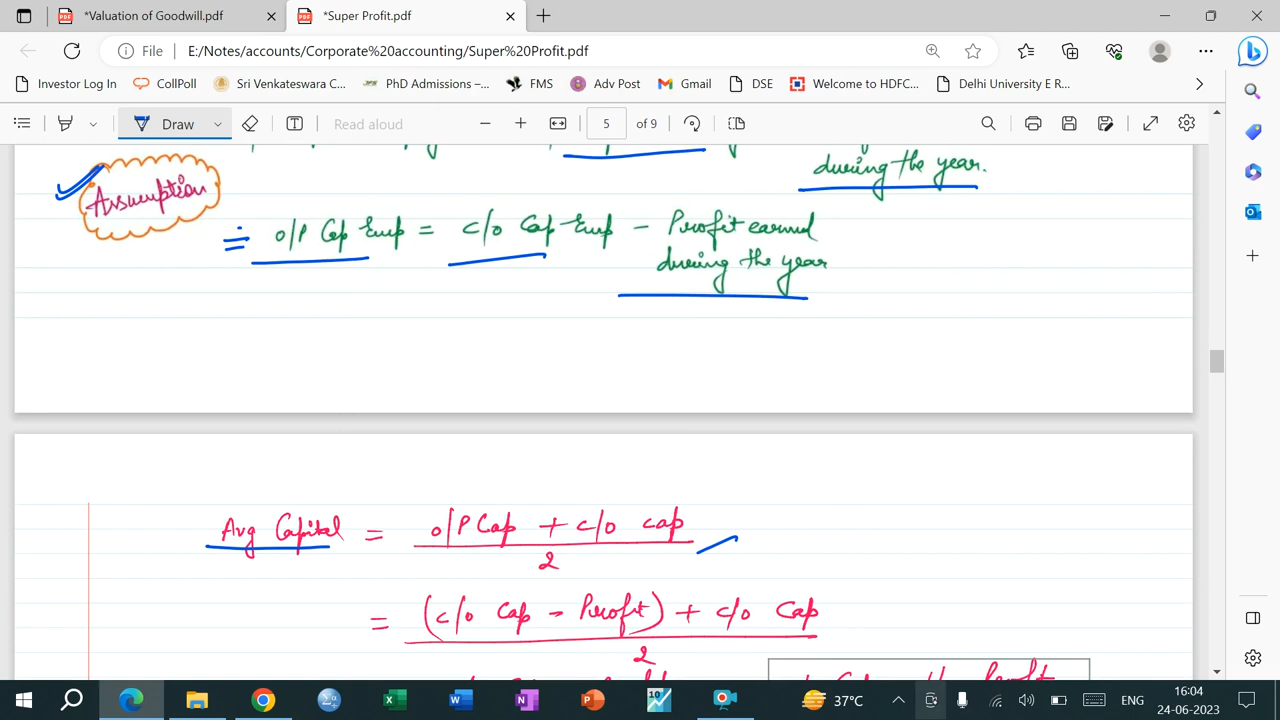 *Valuation of Goodwill.pdf
*Super Profit.pdf
File
E:/Notes/accounts/Corporate%20accounting/Super%20Profit.pdf
Investor Log In
CollPoll
Sri Venkateswara C...
PhD Admissions –...
FMS
Adv Post
Gmail
DSE
Welcome to HDFC...
Delhi University E R...
Draw
Read aloud
5 of 9
during the year.
Assumption
∴ o/P Cap Emp = c/o Cap Emp - Profit earned
during the year
Avg Capital = o/P Cap + c/o cap
2
= (c/o Cap - Profit) + c/o Cap
2
37°C
ENG
16:04
24-06-2023